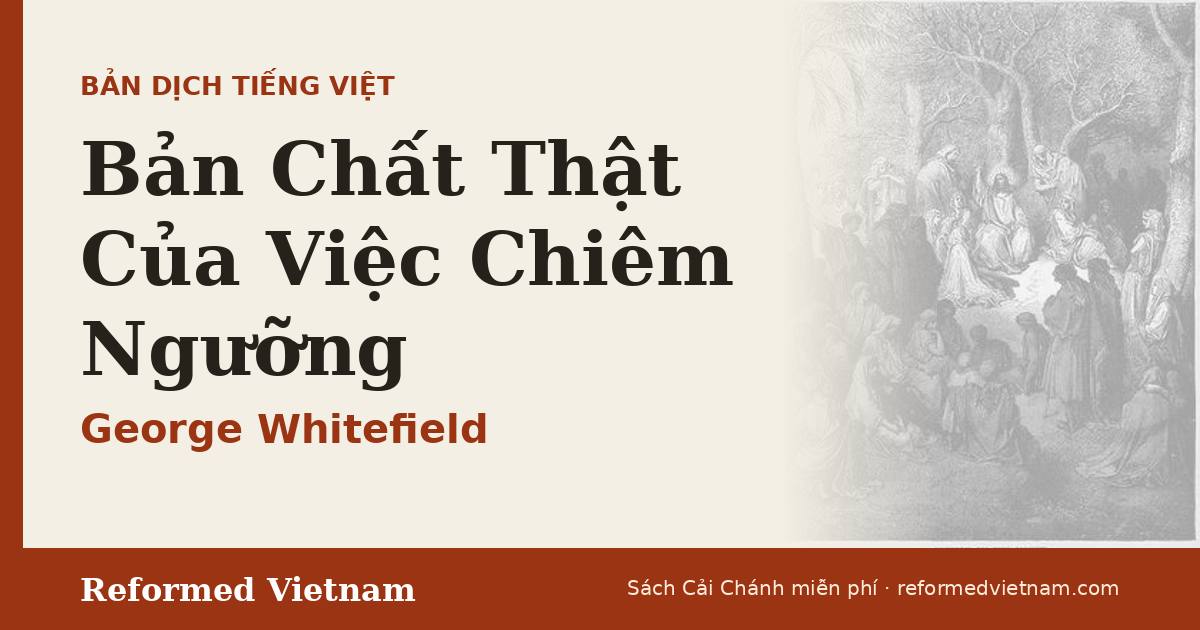 BẢN DỊCH TIẾNG VIỆT
Bản Chất Thật
Của Việc Chiêm
Ngưỡng
George Whitefield
Reformed Vietnam
Sách Cải Chánh miễn phí · reformedvietnam.com